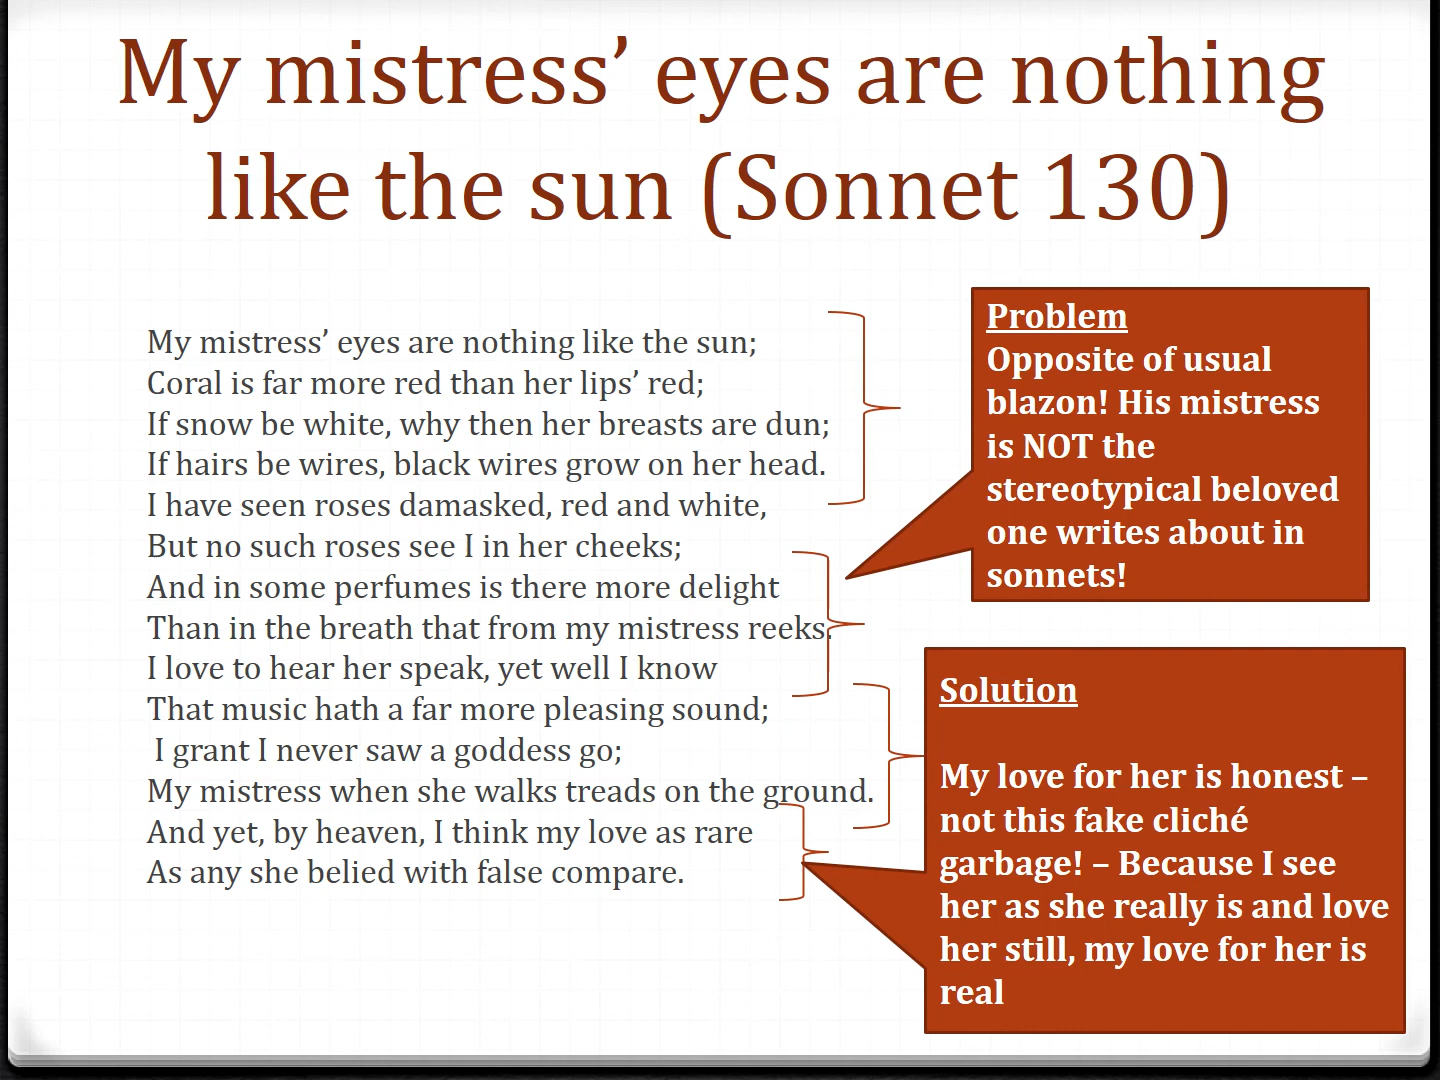 My mistress’ eyes are nothing
like the sun (Sonnet 130)
My mistress’ eyes are nothing like the sun;
Coral is far more red than her lips’ red;
If snow be white, why then her breasts are dun;
If hairs be wires, black wires grow on her head.
I have seen roses damasked, red and white,
But no such roses see I in her cheeks;
And in some perfumes is there more delight
Than in the breath that from my mistress reeks.
I love to hear her speak, yet well I know
That music hath a far more pleasing sound;
I grant I never saw a goddess go;
My mistress when she walks treads on the ground.
And yet, by heaven, I think my love as rare
As any she belied with false compare.
Problem
Opposite of usual
blazon! His mistress
is NOT the
stereotypical beloved
one writes about in
sonnets!
Solution
My love for her is honest –
not this fake cliché
garbage! – Because I see
her as she really is and love
her still, my love for her is
real